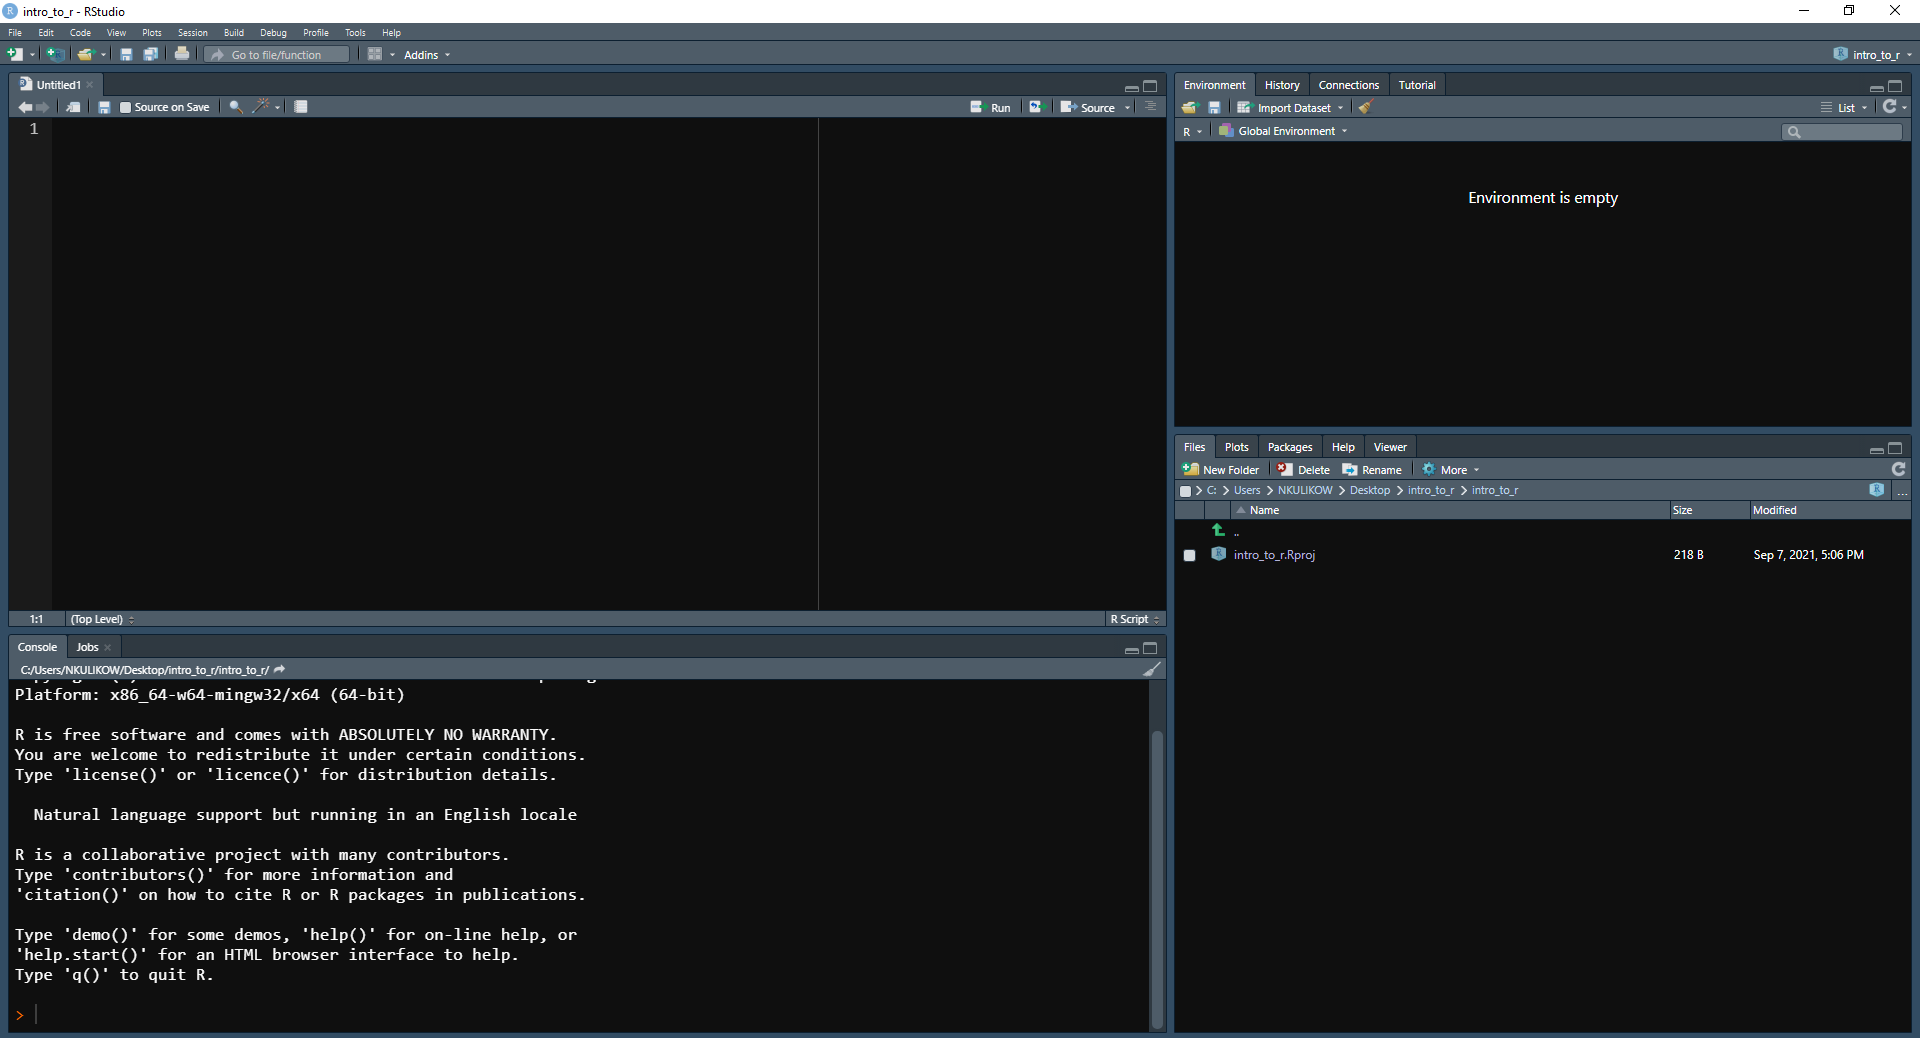 intro_to_r - RStudio
File Edit Code View Plots Session Build Debug Profile Tools Help
Go to file/function Addins intro_to_r
Untitled1
Source on Save Run Source
1
1:1 (Top Level) R Script
Console Jobs
C:/Users/NKULIKOW/Desktop/intro_to_r/intro_to_r/
Platform: x86_64-w64-mingw32/x64 (64-bit)
R is free software and comes with ABSOLUTELY NO WARRANTY.
You are welcome to redistribute it under certain conditions.
Type 'license()' or 'licence()' for distribution details.
Natural language support but running in an English locale
R is a collaborative project with many contributors.
Type 'contributors()' for more information and
'citation()' on how to cite R or R packages in publications.
Type 'demo()' for some demos, 'help()' for on-line help, or
'help.start()' for an HTML browser interface to help.
Type 'q()' to quit R.
>
Environment History Connections Tutorial
Import Dataset List
R Global Environment
Environment is empty
Files Plots Packages Help Viewer
New Folder Delete Rename More
C: Users NKULIKOW Desktop intro_to_r intro_to_r ...
Name Size Modified
..
intro_to_r.Rproj 218 B Sep 7, 2021, 5:06 PM